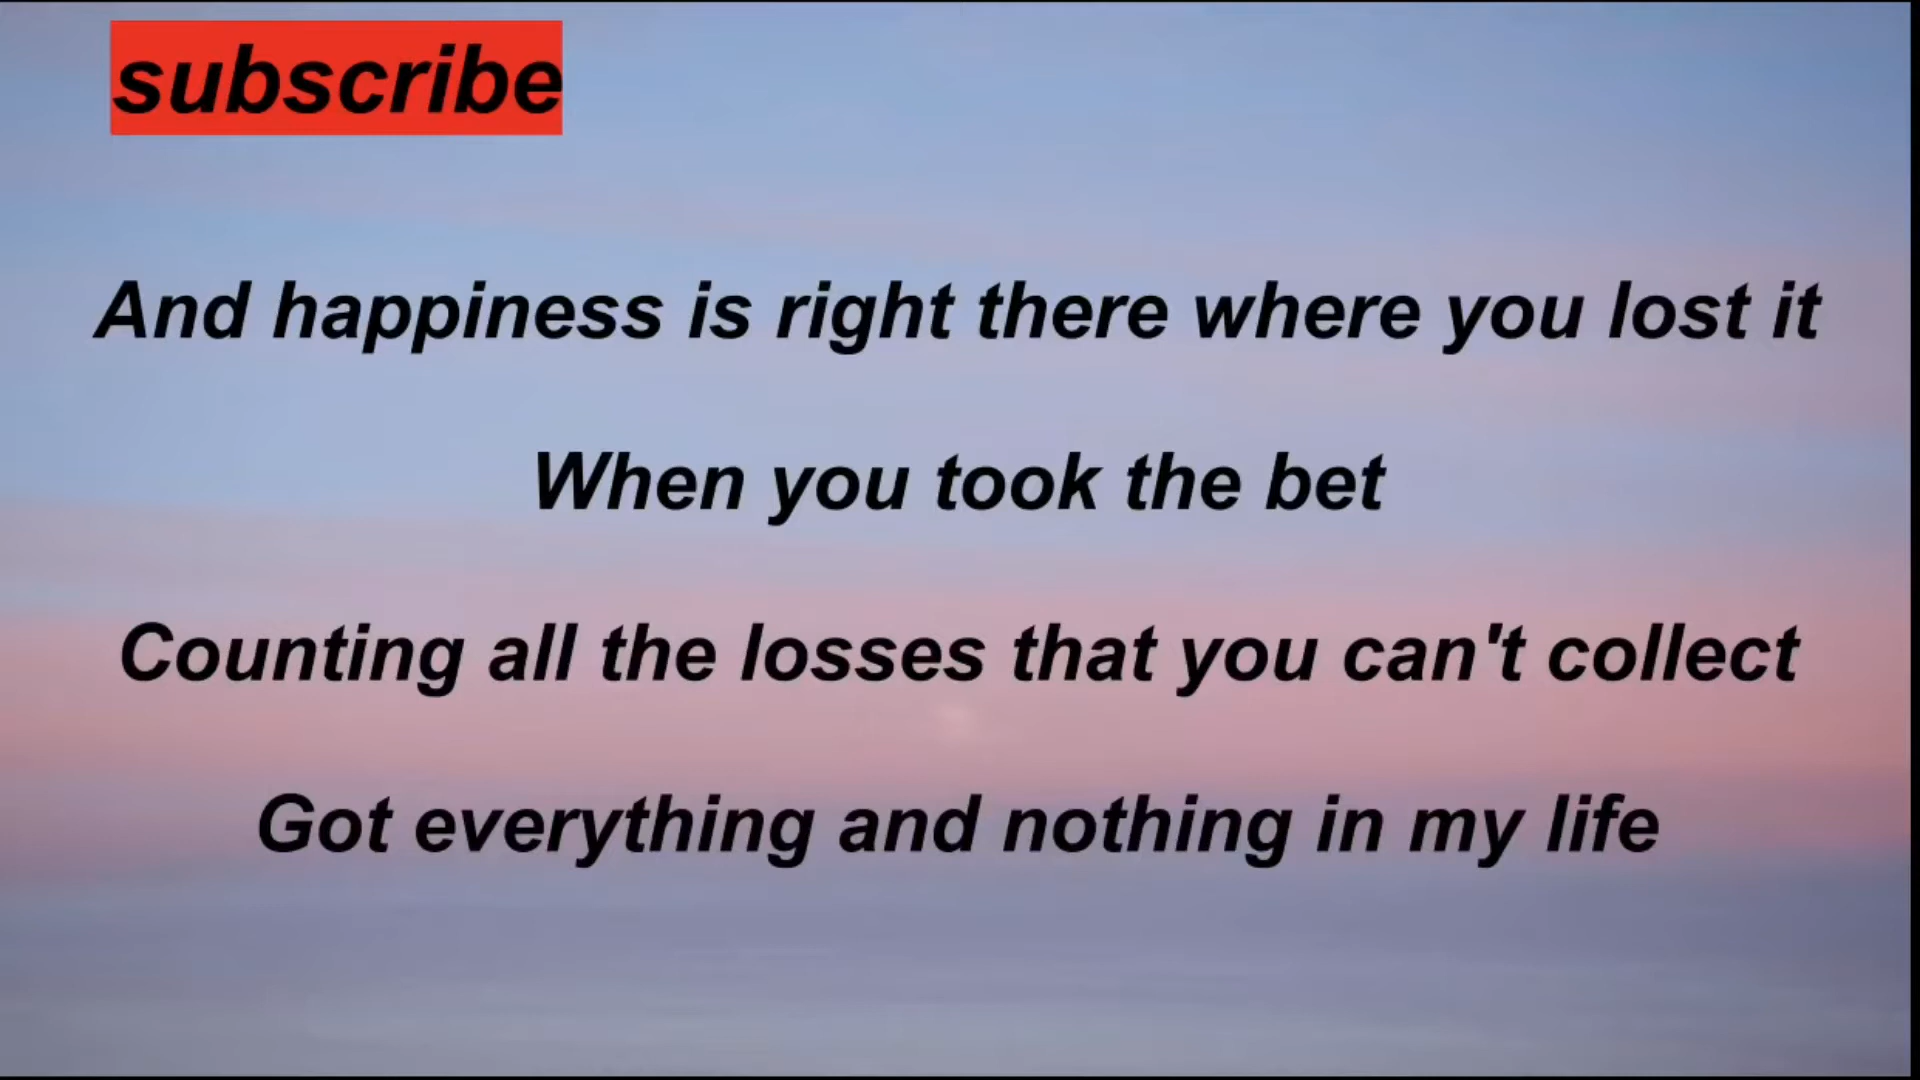 subscribe
And happiness is right there where you lost it
When you took the bet
Counting all the losses that you can't collect
Got everything and nothing in my life